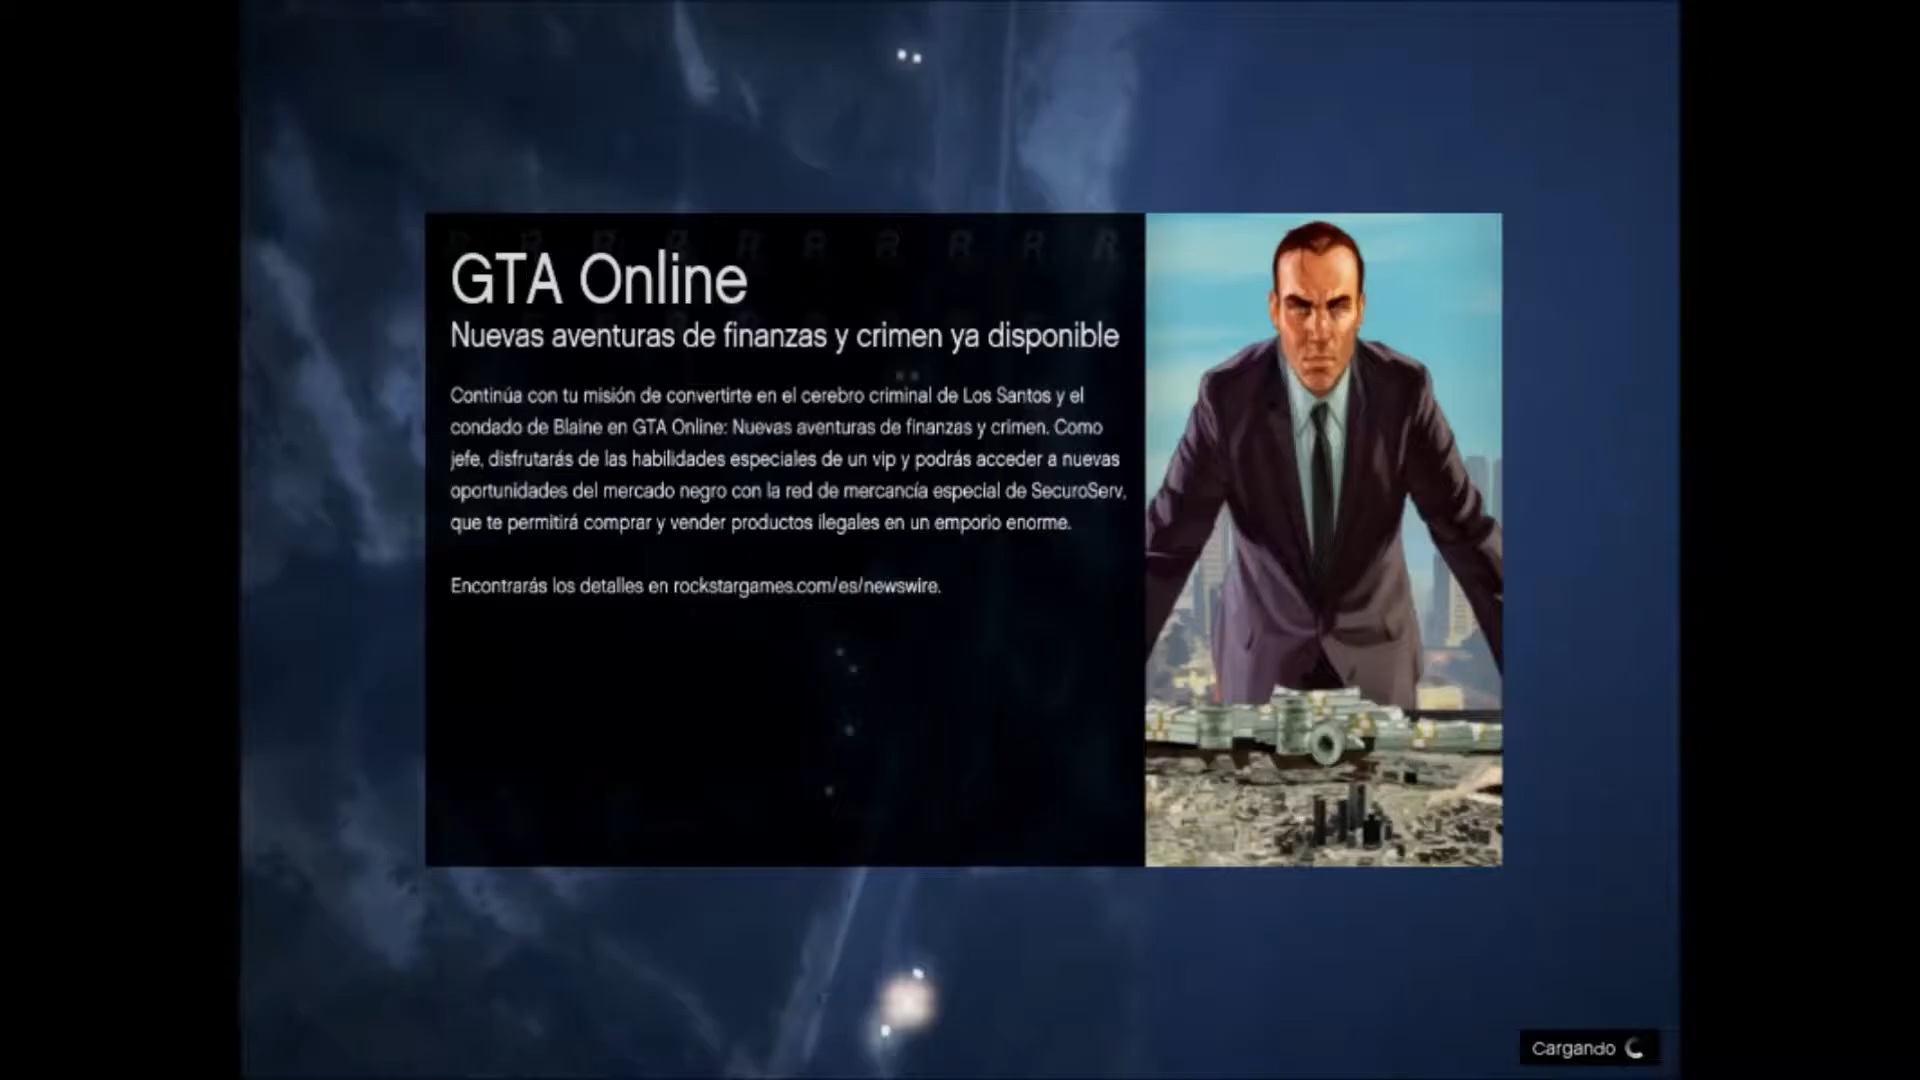 GTA Online
Nuevas aventuras de finanzas y crimen ya disponible
Continúa con tu misión de convertirte en el cerebro criminal de Los Santos y el
condado de Blaine en GTA Online: Nuevas aventuras de finanzas y crimen. Como
jefe, disfrutarás de las habilidades especiales de un vip y podrás acceder a nuevas
oportunidades del mercado negro con la red de mercancía especial de SecuroServ,
que te permitirá comprar y vender productos ilegales en un emporio enorme.
Encontrarás los detalles en rockstargames.com/es/newswire.
Cargando